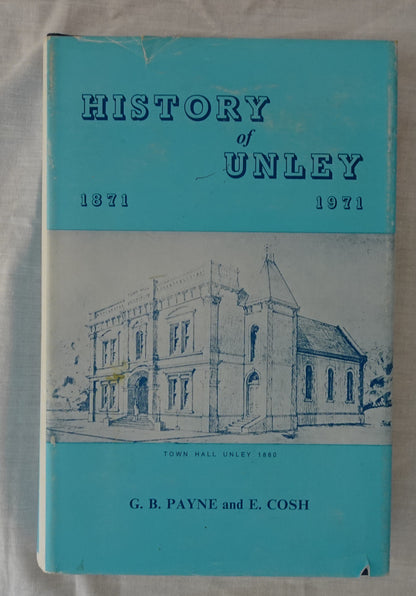 HISTORY
of
UNLEY
1871 1971
TOWN HALL UNLEY 1880
G. B. PAYNE and E. COSH